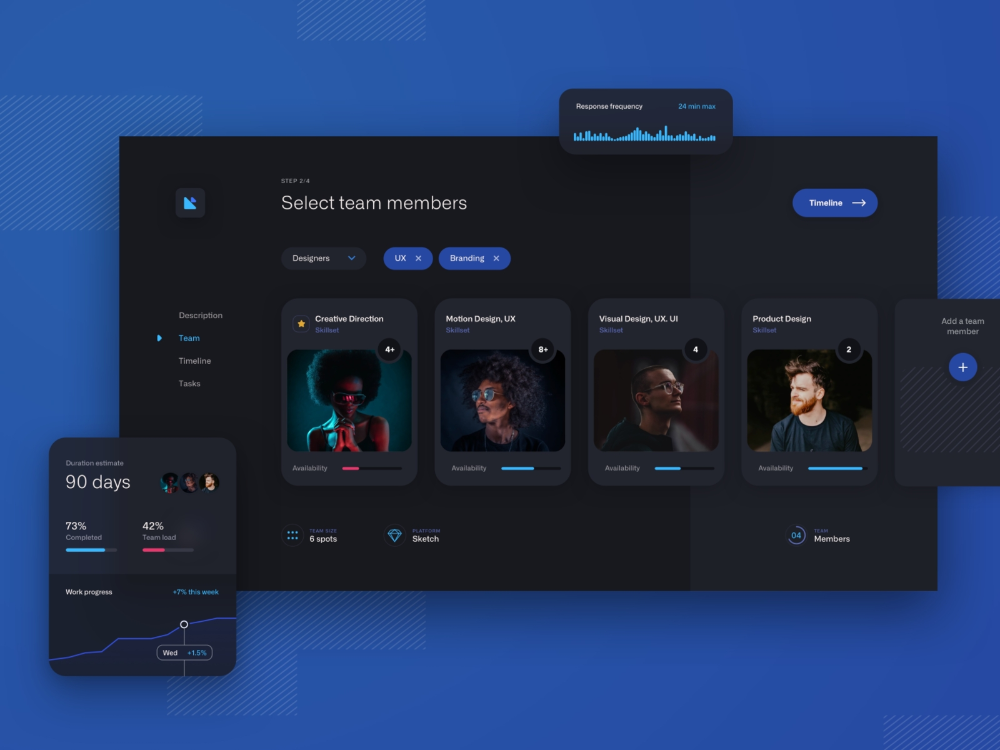 Response frequency
24 min max
STEP 2/4
Select team members
Timeline
Designers
UX
Branding
Description
Team
Timeline
Tasks
Creative Direction
Skillset
4+
Availability
Motion Design, UX
Skillset
8+
Availability
Visual Design, UX. UI
Skillset
4
Availability
Product Design
Skillset
2
Availability
Add a team
member
TEAM SIZE
6 spots
PLATFORM
Sketch
04
TEAM
Members
Duration estimate
90 days
73%
Completed
42%
Team load
Work progress
+7% this week
Wed
+1.5%